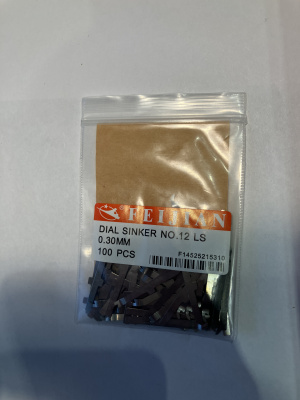 DIAL SINKER NO.12 LS
0.30MM
100 PCS
F14525215310